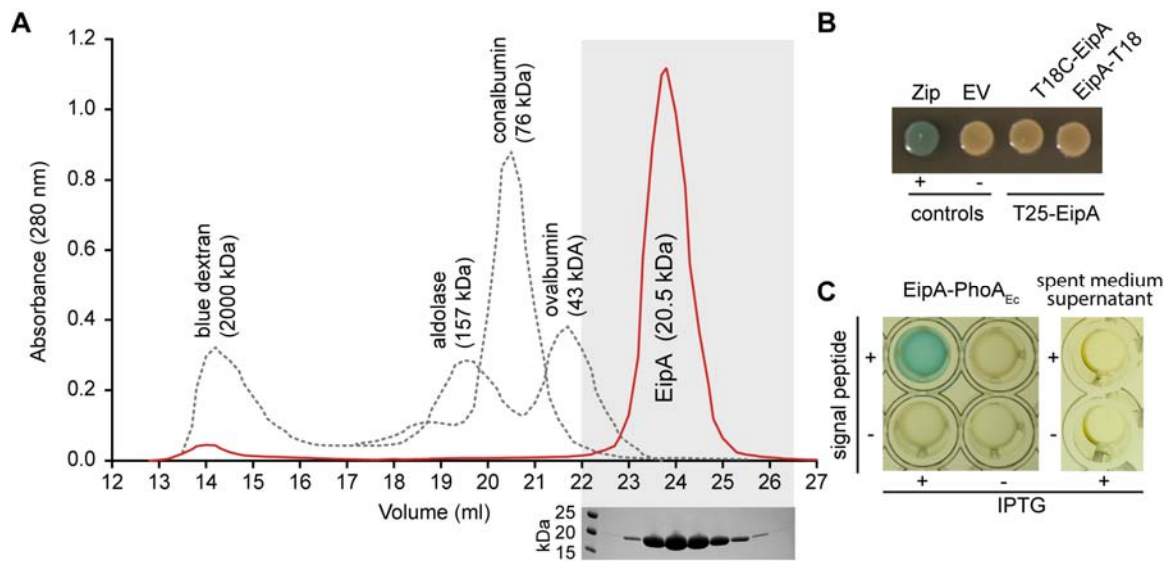 A
Absorbance (280 nm)
1.2
1.0
0.8
0.6
0.4
0.2
0.0
blue dextran
(2000 kDa)
aldolase
(157 kDa)
conalbumin
(76 kDa)
ovalbumin
(43 kDA)
EipA (20.5 kDa)
12 13 14 15 16 17 18 19 20 21 22 23 24 25 26 27
Volume (ml)
kDa
25
20
15
B
Zip EV T18C-EipA EipA-T18
+ -
controls T25-EipA
C
EipA-PhoAEc
spent medium
supernatant
signal peptide
+ +
- -
+ - +
IPTG